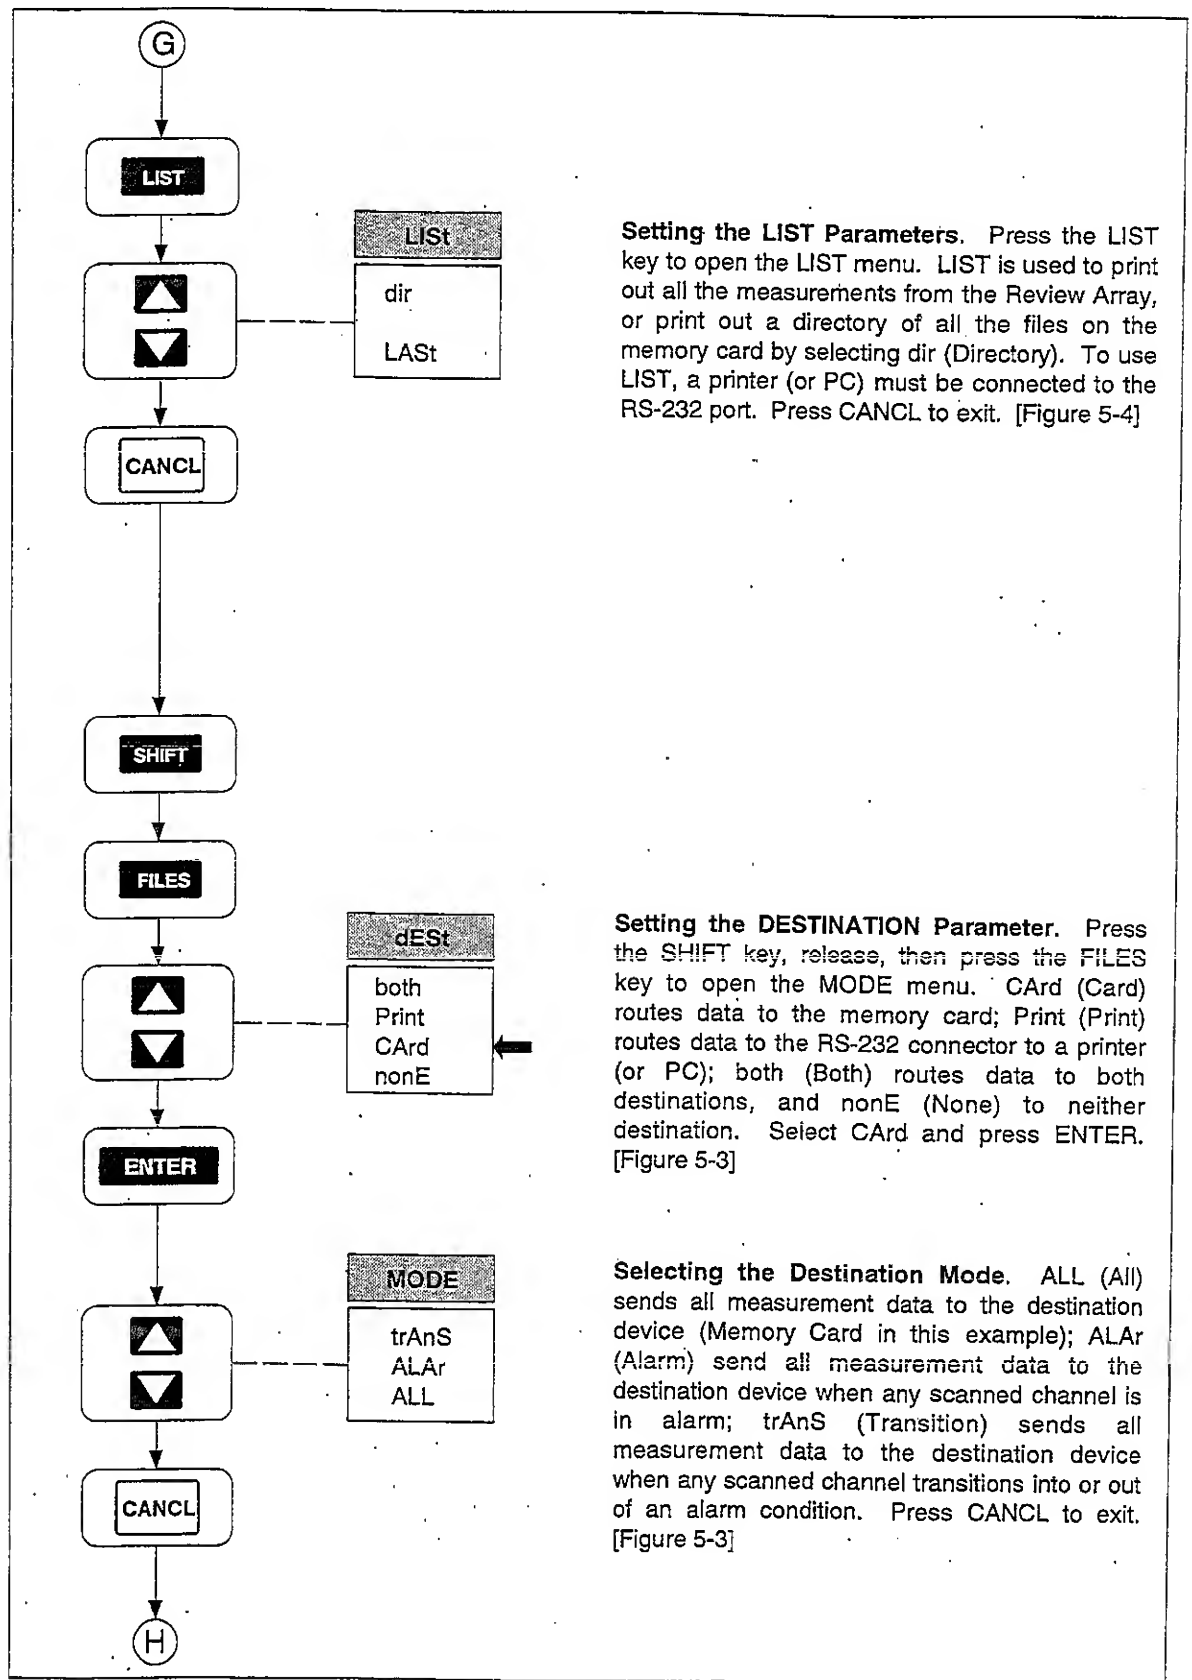 G
LIST
LISt
dir
LASt
Setting the LIST Parameters. Press the LIST
key to open the LIST menu. LIST is used to print
out all the measurements from the Review Array,
or print out a directory of all the files on the
memory card by selecting dir (Directory). To use
LIST, a printer (or PC) must be connected to the
RS-232 port. Press CANCL to exit. [Figure 5-4]
CANCL
SHIFT
FILES
dESt
both
Print
CArd
nonE
Setting the DESTINATION Parameter. Press
the SHIFT key, release, then press the FILES
key to open the MODE menu. CArd (Card)
routes data to the memory card; Print (Print)
routes data to the RS-232 connector to a printer
(or PC); both (Both) routes data to both
destinations, and nonE (None) to neither
destination. Select CArd and press ENTER.
[Figure 5-3]
ENTER
MODE
trAnS
ALAr
ALL
Selecting the Destination Mode. ALL (All)
sends all measurement data to the destination
device (Memory Card in this example); ALAr
(Alarm) send all measurement data to the
destination device when any scanned channel is
in alarm; trAnS (Transition) sends all
measurement data to the destination device
when any scanned channel transitions into or out
of an alarm condition. Press CANCL to exit.
[Figure 5-3]
CANCL
H